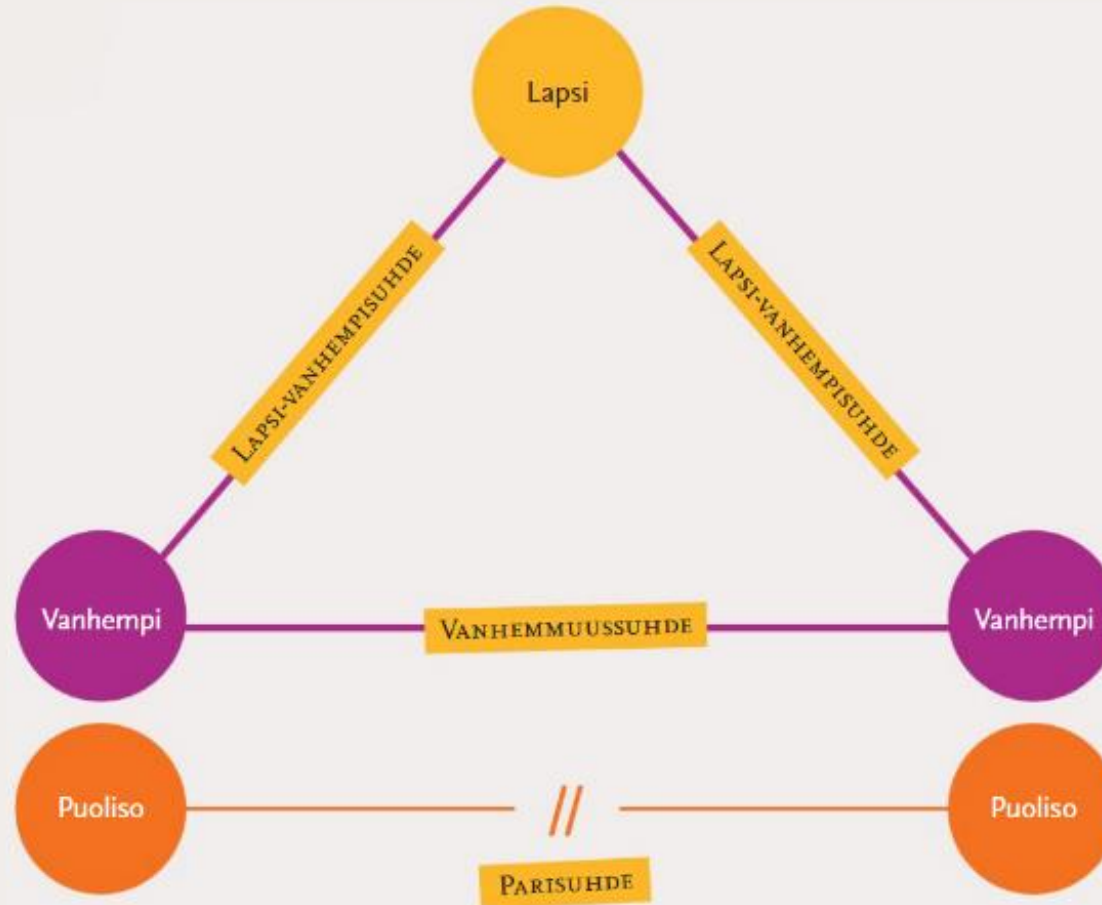 Lapsi
Lapsi-vanhempisuhde
Lapsi-vanhempisuhde
Vanhempi
Vanhemmuussuhde
Vanhempi
Puoliso
//
Puoliso
Parisuhde